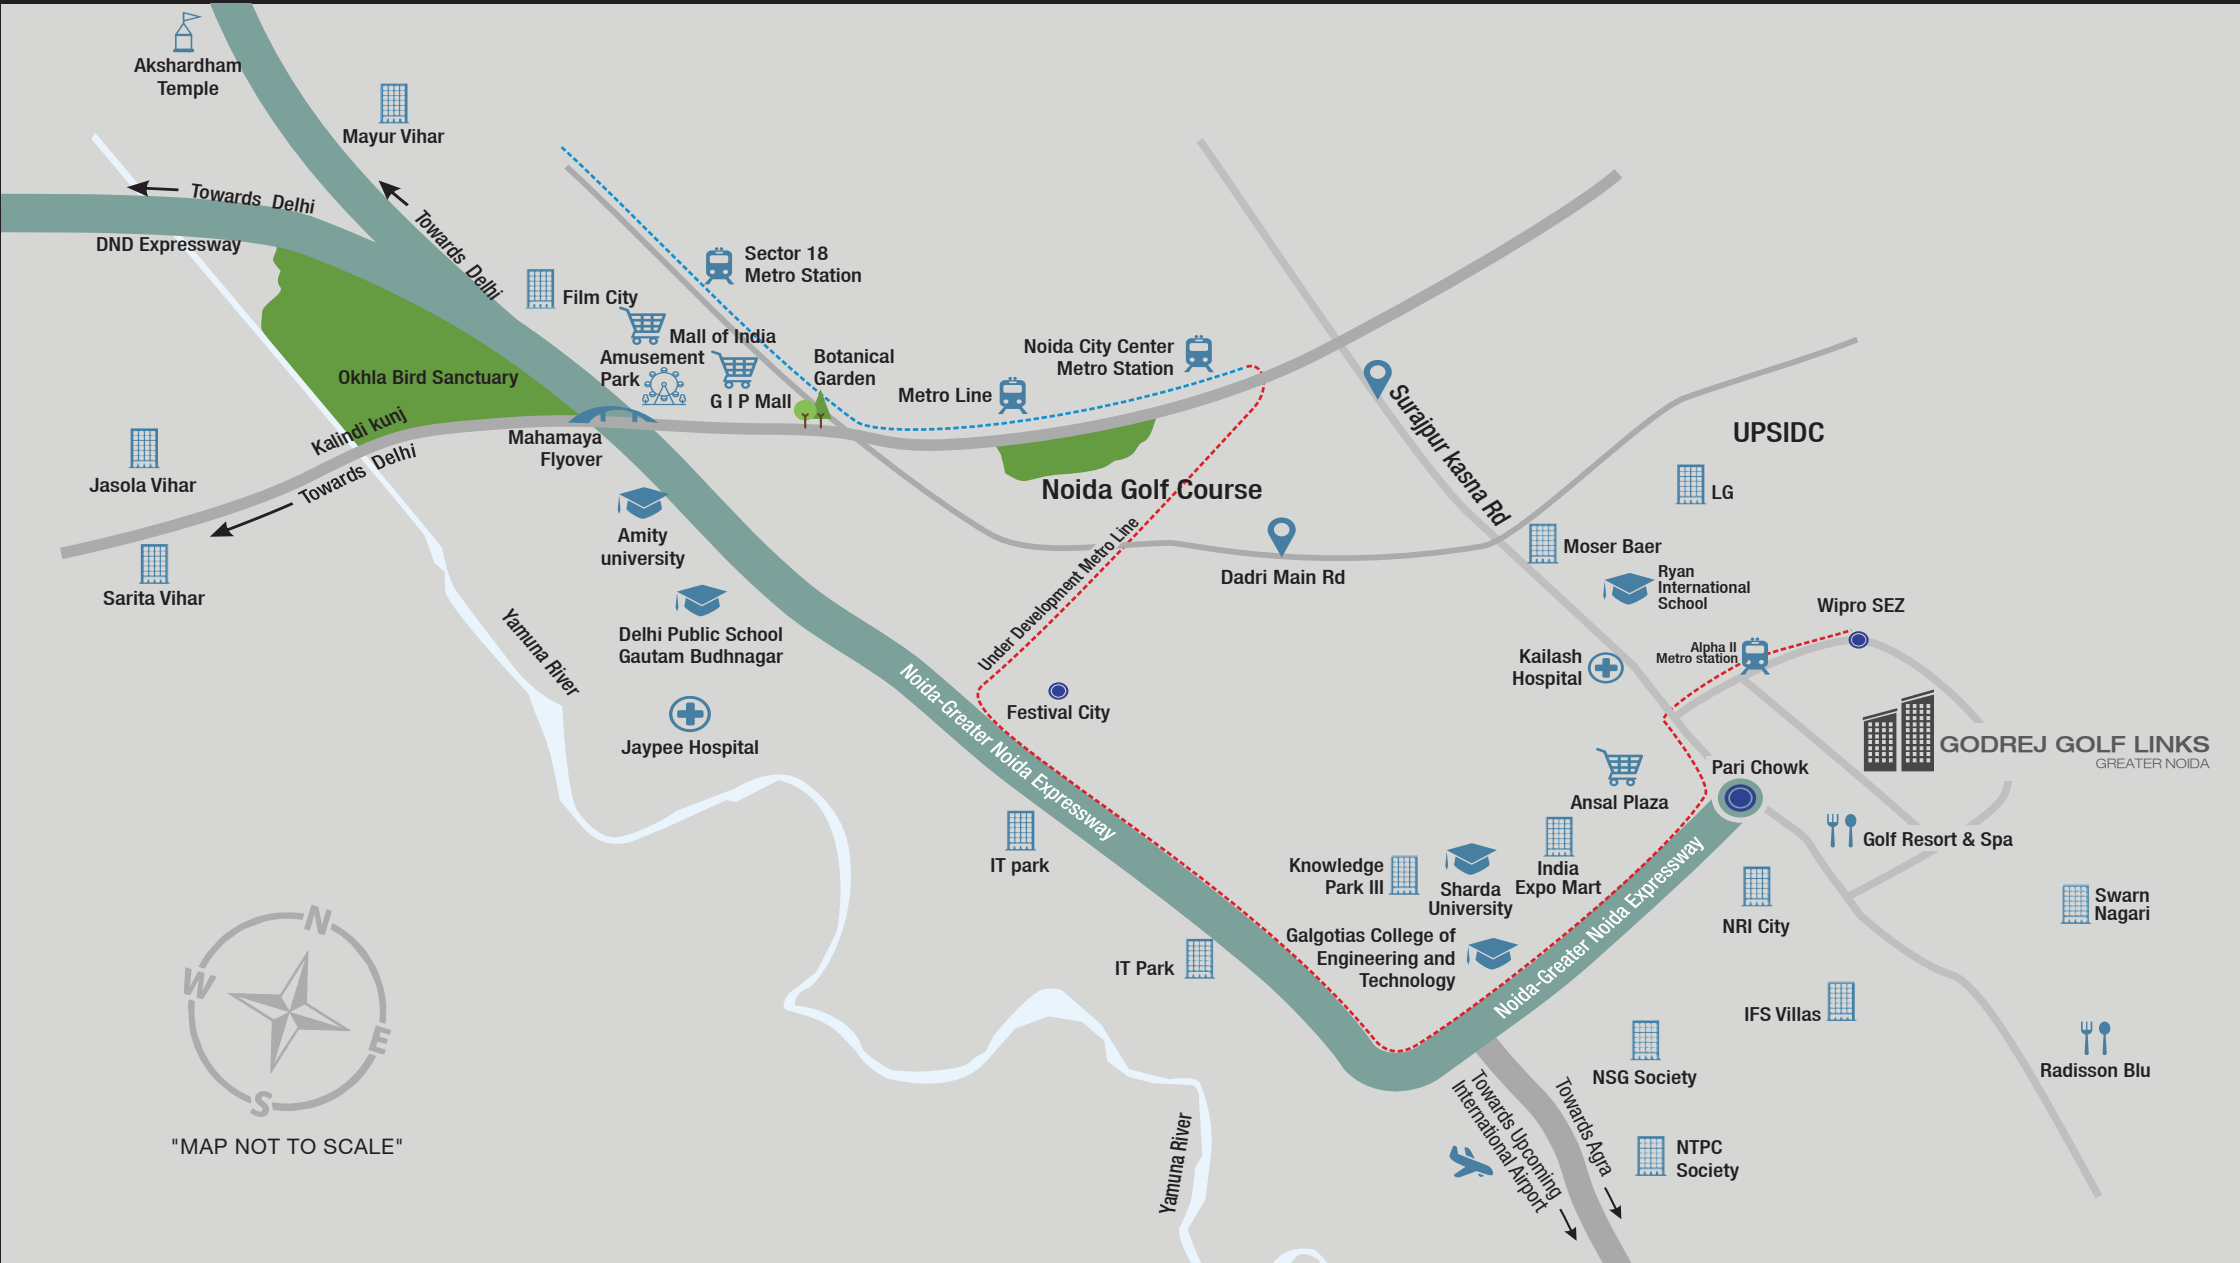 Akshardham
Temple
Mayur Vihar
Towards Delhi
DND Expressway
Towards Delhi
Sector 18
Metro Station
Film City
Mall of India
Amusement
Park
G I P Mall
Botanical
Garden
Noida City Center
Metro Station
Metro Line
Okhla Bird Sanctuary
Kalindi kunj
Towards Delhi
Mahamaya
Flyover
Jasola Vihar
Sarita Vihar
Amity
university
Delhi Public School
Gautam Budhnagar
Jaypee Hospital
Yamuna River
Noida Golf Course
Under Development Metro Line
Surajpur kasna Rd
Dadri Main Rd
UPSIDC
LG
Moser Baer
Ryan
International
School
Wipro SEZ
Alpha II
Metro station
Kailash
Hospital
Festival City
Noida-Greater Noida Expressway
GODREJ GOLF LINKS
GREATER NOIDA
Pari Chowk
Ansal Plaza
Golf Resort & Spa
IT park
Knowledge
Park III
Sharda
University
India
Expo Mart
Noida-Greater Noida Expressway
NRI City
Swarn
Nagari
Galgotias College of
Engineering and
Technology
IT Park
IFS Villas
Radisson Blu
NSG Society
NTPC
Society
Towards Upcoming
International Airport
Towards Agra
Yamuna River
N
W
E
S
"MAP NOT TO SCALE"